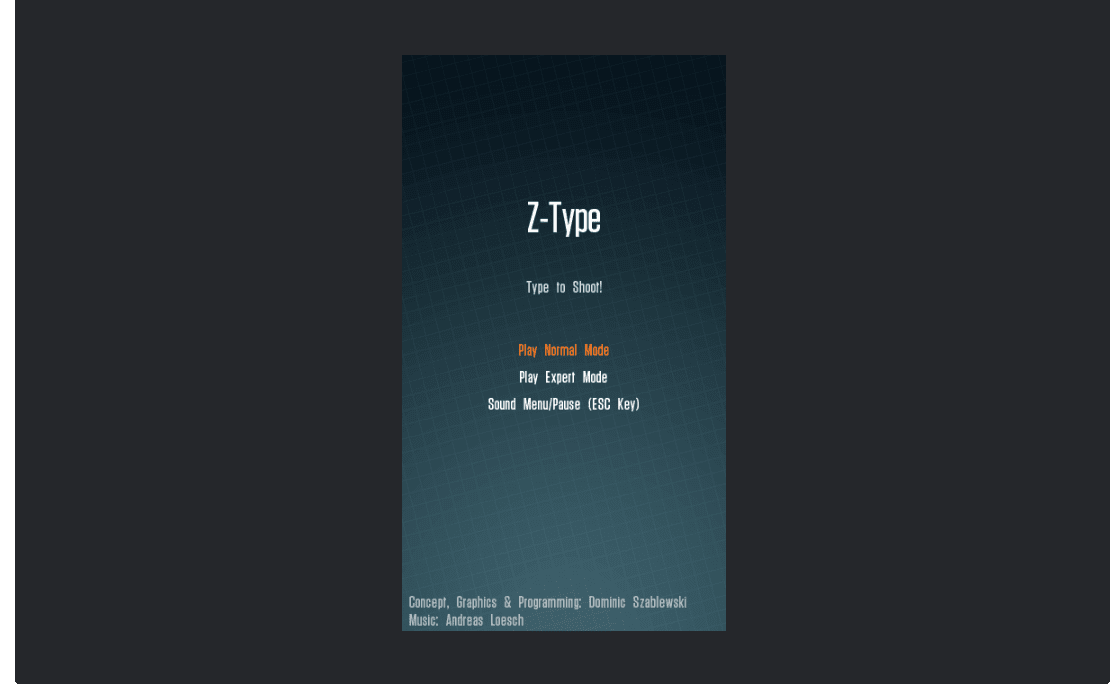 Z-Type
Type to Shoot!
Play Normal Mode
Play Expert Mode
Sound Menu/Pause (ESC Key)
Concept, Graphics & Programming: Dominic Szablewski
Music: Andreas Loesch